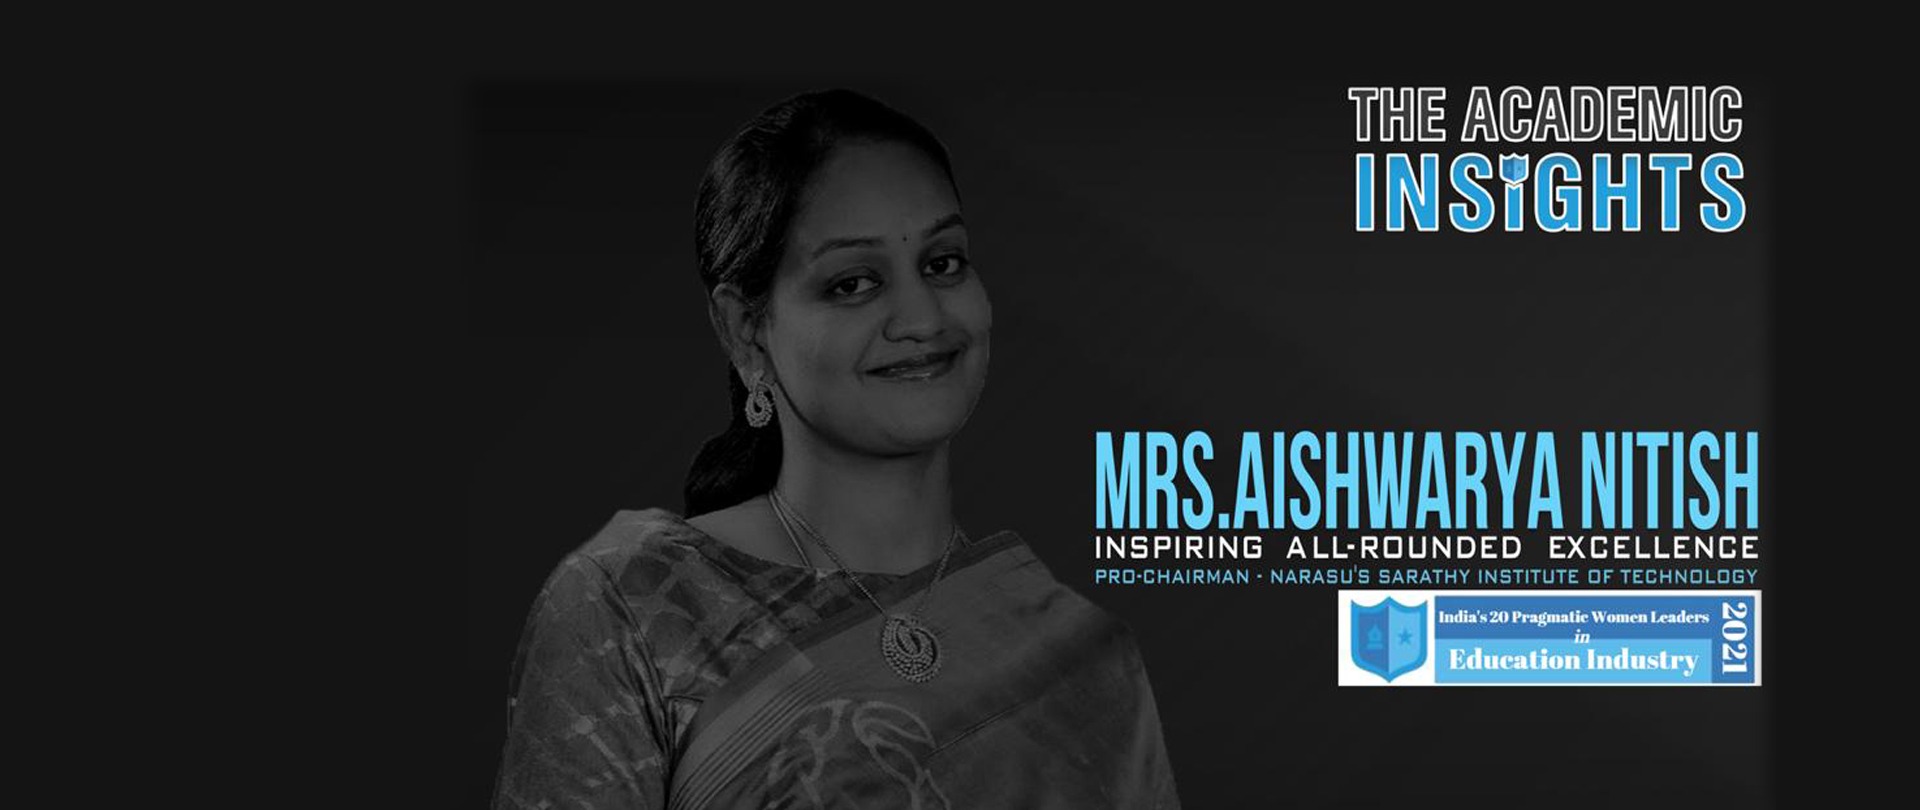 THE ACADEMIC
INSIGHTS
MRS.AISHWARYA NITISH
INSPIRING ALL-ROUNDED EXCELLENCE
PRO-CHAIRMAN - NARASU'S SARATHY INSTITUTE OF TECHNOLOGY
India's 20 Pragmatic Women Leaders
in
Education Industry
2021